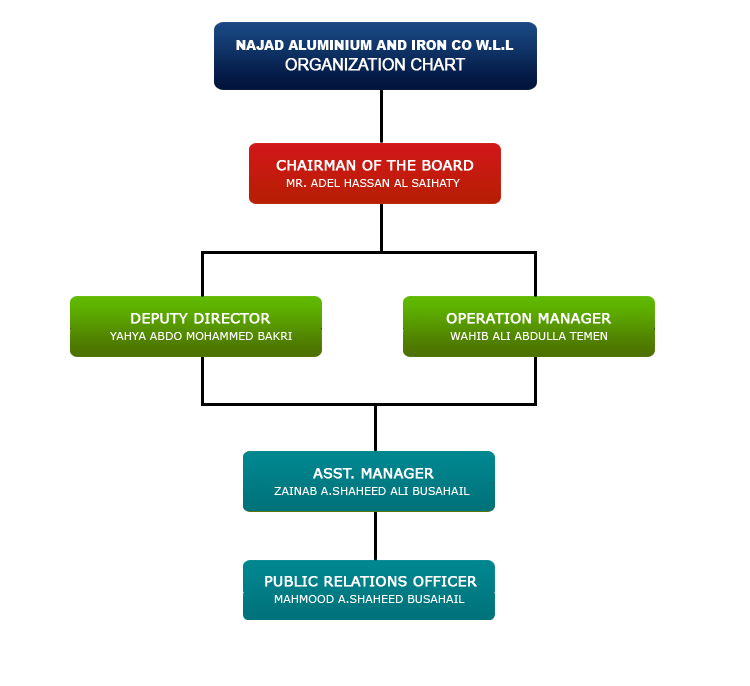 NAJAD ALUMINIUM AND IRON CO W.L.L
ORGANIZATION CHART
CHAIRMAN OF THE BOARD
MR. ADEL HASSAN AL SAIHATY
DEPUTY DIRECTOR
YAHYA ABDO MOHAMMED BAKRI
OPERATION MANAGER
WAHIB ALI ABDULLA TEMEN
ASST. MANAGER
ZAINAB A.SHAHEED ALI BUSAHAIL
PUBLIC RELATIONS OFFICER
MAHMOOD A.SHAHEED BUSAHAIL